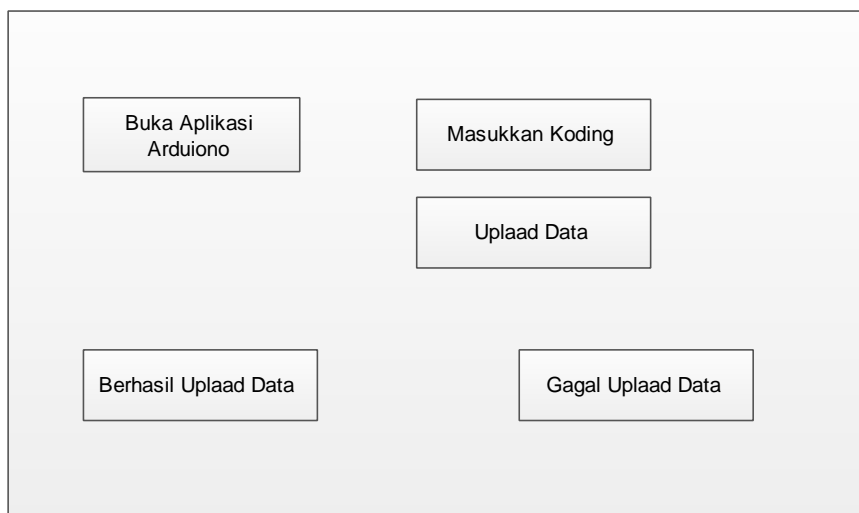 Buka Aplikasi
Arduiono
Masukkan Koding
Uplaad Data
Berhasil Uplaad Data
Gagal Uplaad Data